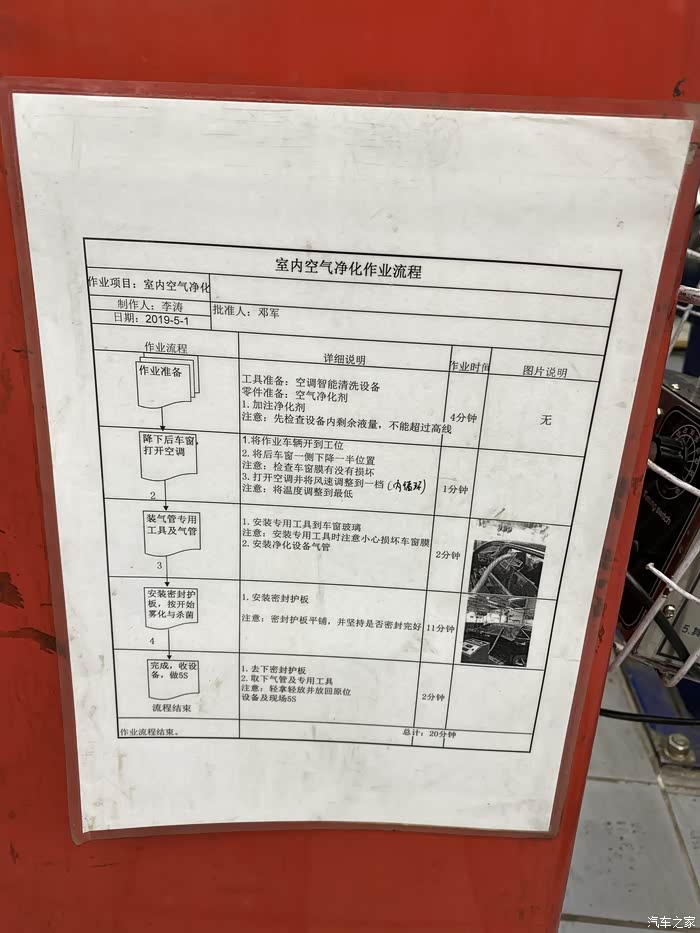 室内空气净化作业流程
作业项目：室内空气净化
制作人：李涛
批准人：邓军
日期：2019-5-1
作业流程
详细说明
作业时间
图片说明
作业准备
工具准备：空调智能清洗设备
零件准备：空气净化剂
1.加注净化剂
注意：先检查设备内剩余液量，不能超过高线
4分钟
无
降下后车窗，
打开空调
1.将作业车辆开到工位
2.将后车窗一侧下降一半位置
注意：检查车窗膜有没有损坏
3.打开空调并将风速调整到一档（内循环）
注意：将温度调整到最低
1分钟
2
装气管专用
工具及气管
1.安装专用工具到车窗玻璃
注意：安装专用工具时注意小心损坏车窗膜
2.安装净化设备气管
2分钟
3
安装密封护
板，按开始
雾化与杀菌
1.安装密封护板
注意：密封护板平铺，并坚持是否密封完好
11分钟
4
完成，收设
备，做5S
1.去下密封护板
2.取下气管及专用工具
注意：轻拿轻放并放回原位
设备及现场5S
2分钟
流程结束
作业流程结束。
总计：20分钟
汽车之家